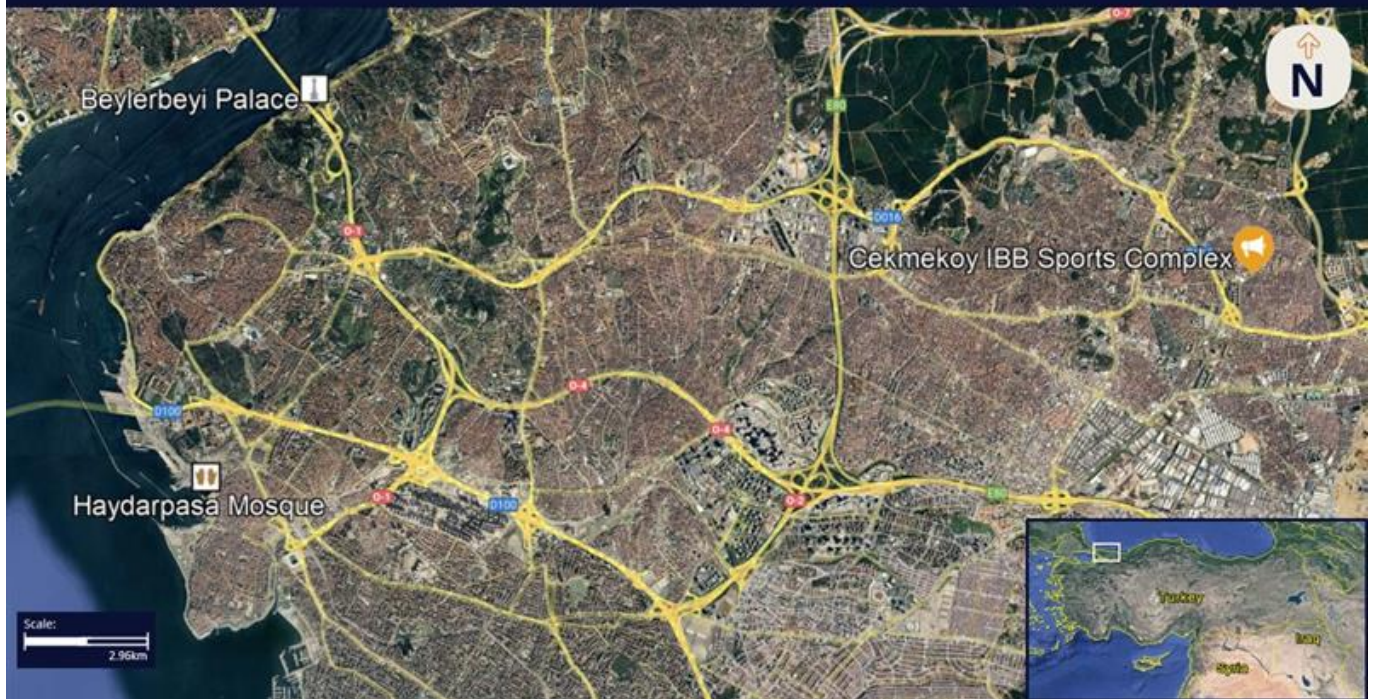 O-7
N
Beylerbeyi Palace
E80
D016
O-1
Cekmekoy IBB Sports Complex
O-4
D100
O-4
Haydarpasa Mosque
O-1
D100
O-2
E80
Scale:
2.96km
Turkey
Iraq
Syria